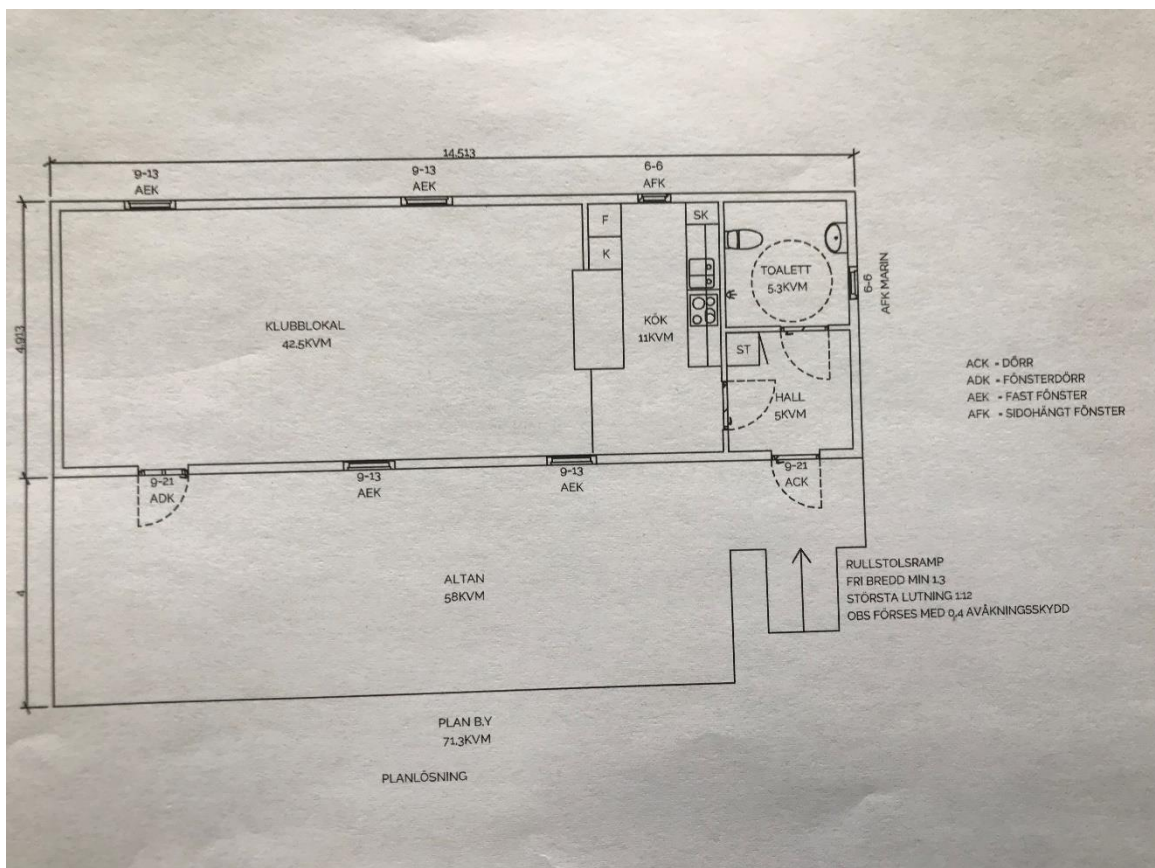 14.513
9-13
AEK
9-13
AEK
6-6
AFK
F
K
SK
TOALETT
5.3KVM
6-6
AFK MARIN
4.913
KLUBBLOKAL
42.5KVM
KÖK
11KVM
ST
HALL
5KVM
ACK - DÖRR
ADK - FÖNSTERDÖRR
AEK - FAST FÖNSTER
AFK - SIDOHÄNGT FÖNSTER
9-21
ADK
9-13
AEK
9-13
AEK
9-21
ACK
4
ALTAN
58KVM
RULLSTOLSRAMP
FRI BREDD MIN 1.3
STÖRSTA LUTNING 1:12
OBS FÖRSES MED 0,4 AVÅKNINGSSKYDD
PLAN B.Y
71.3KVM
PLANLÖSNING